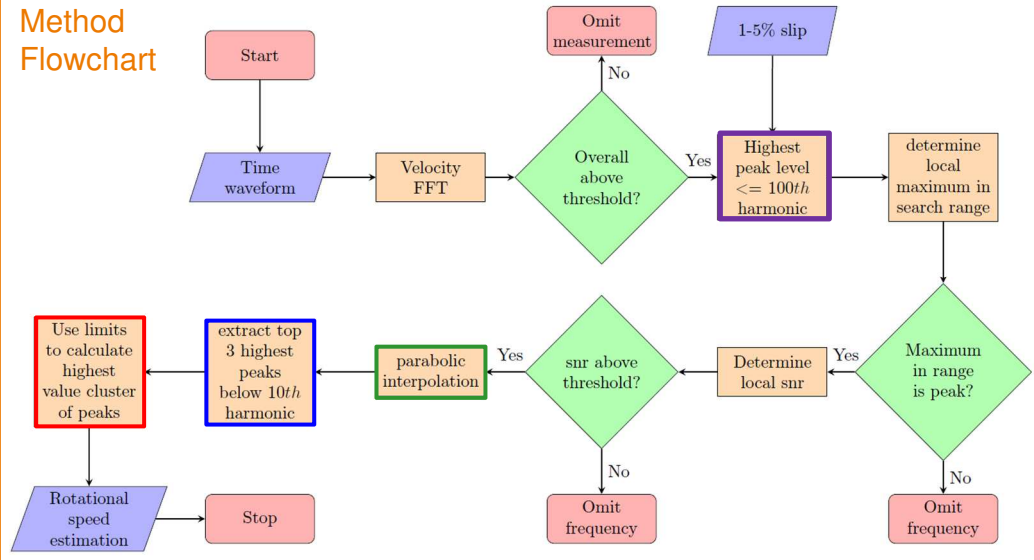 Method
Flowchart
Start
Omit
measurement
1-5% slip
No
Time
waveform
Velocity
FFT
Overall
above
threshold?
Yes
Highest
peak level
<= 100th
harmonic
determine
local
maximum in
search range
Use limits
to calculate
highest
value cluster
of peaks
extract top
3 highest
peaks
below 10th
harmonic
parabolic
interpolation
Yes
snr above
threshold?
Determine
local snr
Yes
Maximum
in range
is peak?
No
No
Rotational
speed
estimation
Stop
Omit
frequency
Omit
frequency